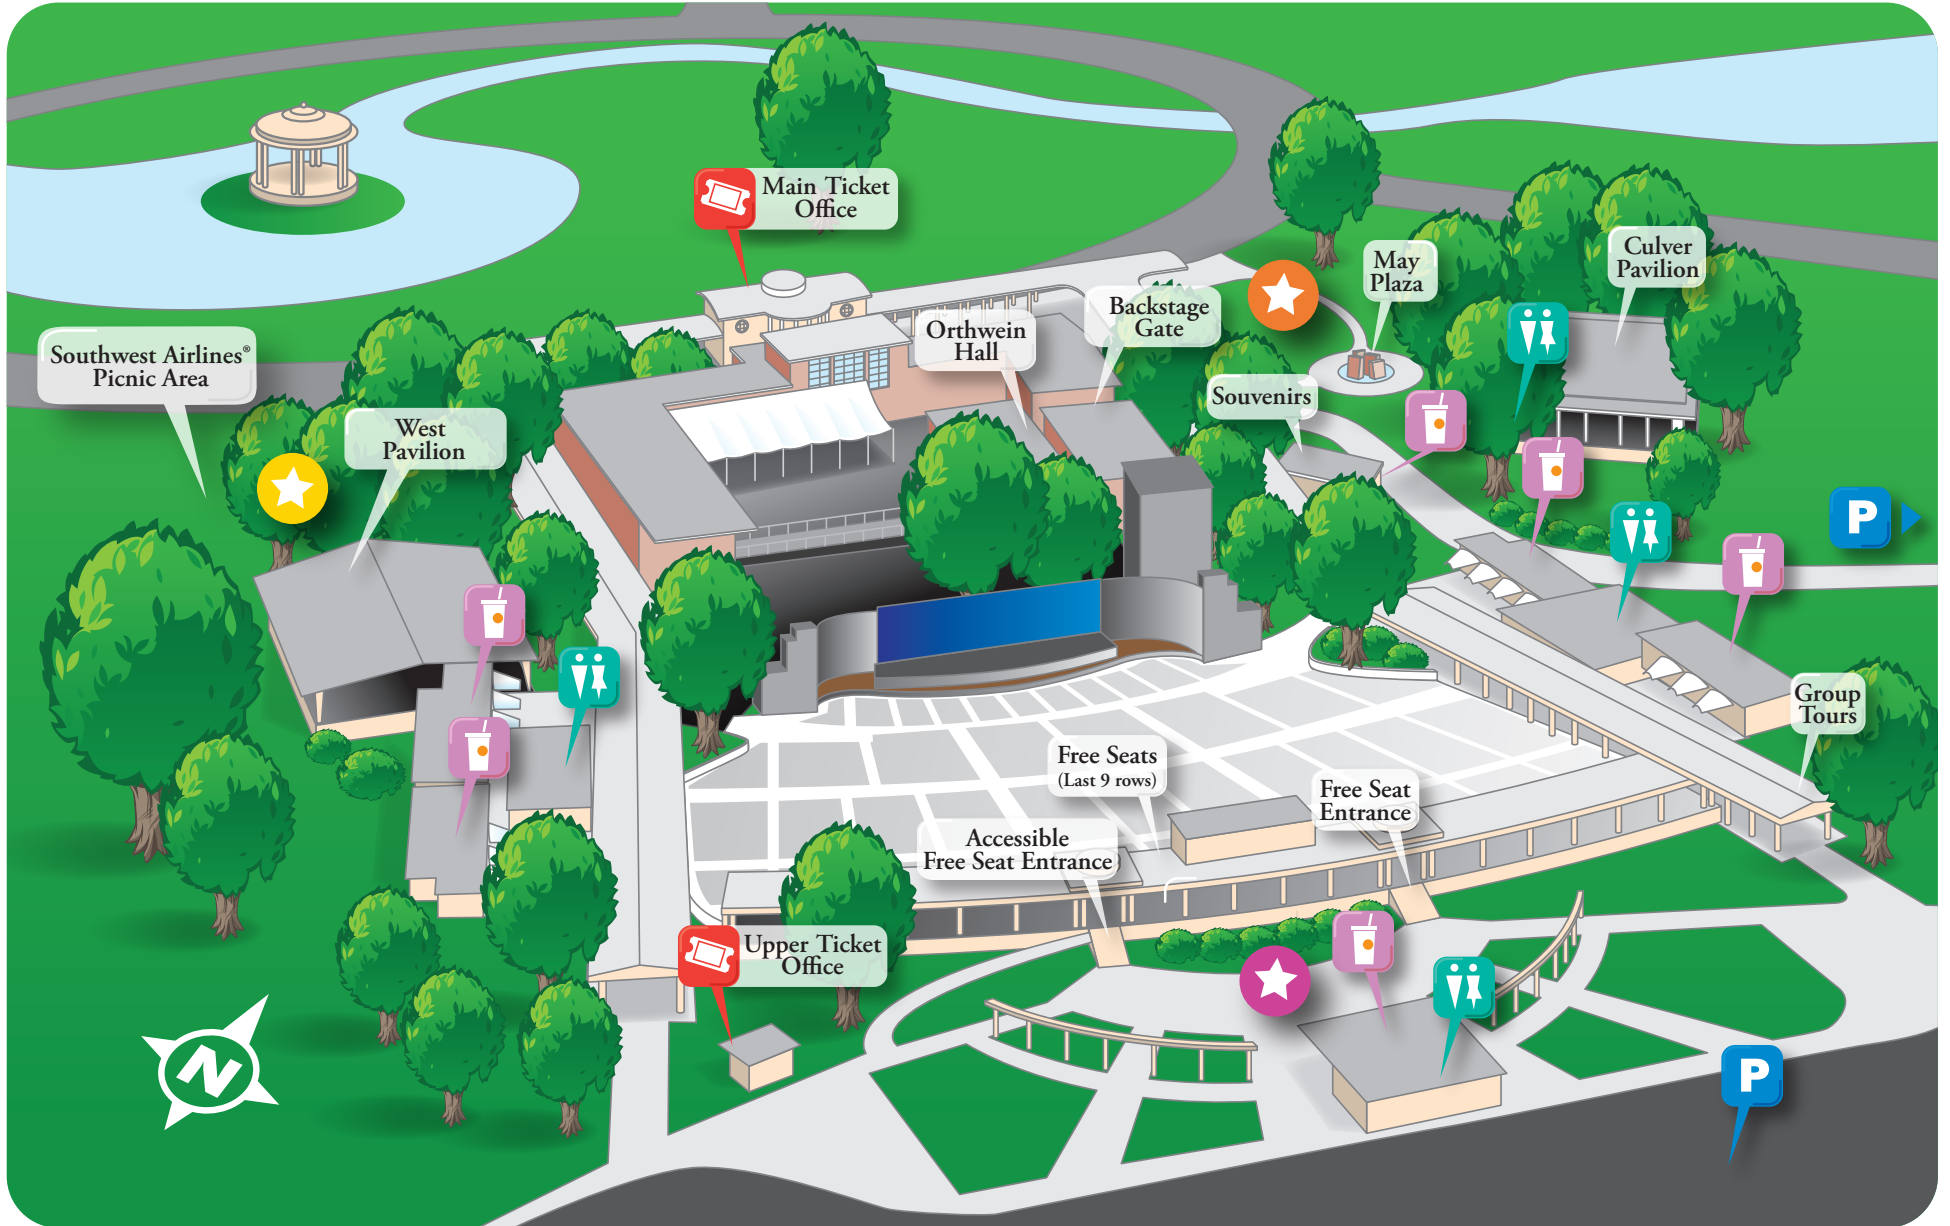 Main Ticket
Office
May
Plaza
Culver
Pavilion
Backstage
Gate
Orthwein
Hall
Southwest Airlines®
Picnic Area
Souvenirs
West
Pavilion
P
Group
Tours
Free Seats
(Last 9 rows)
Free Seat
Entrance
Accessible
Free Seat Entrance
Upper Ticket
Office
N
P